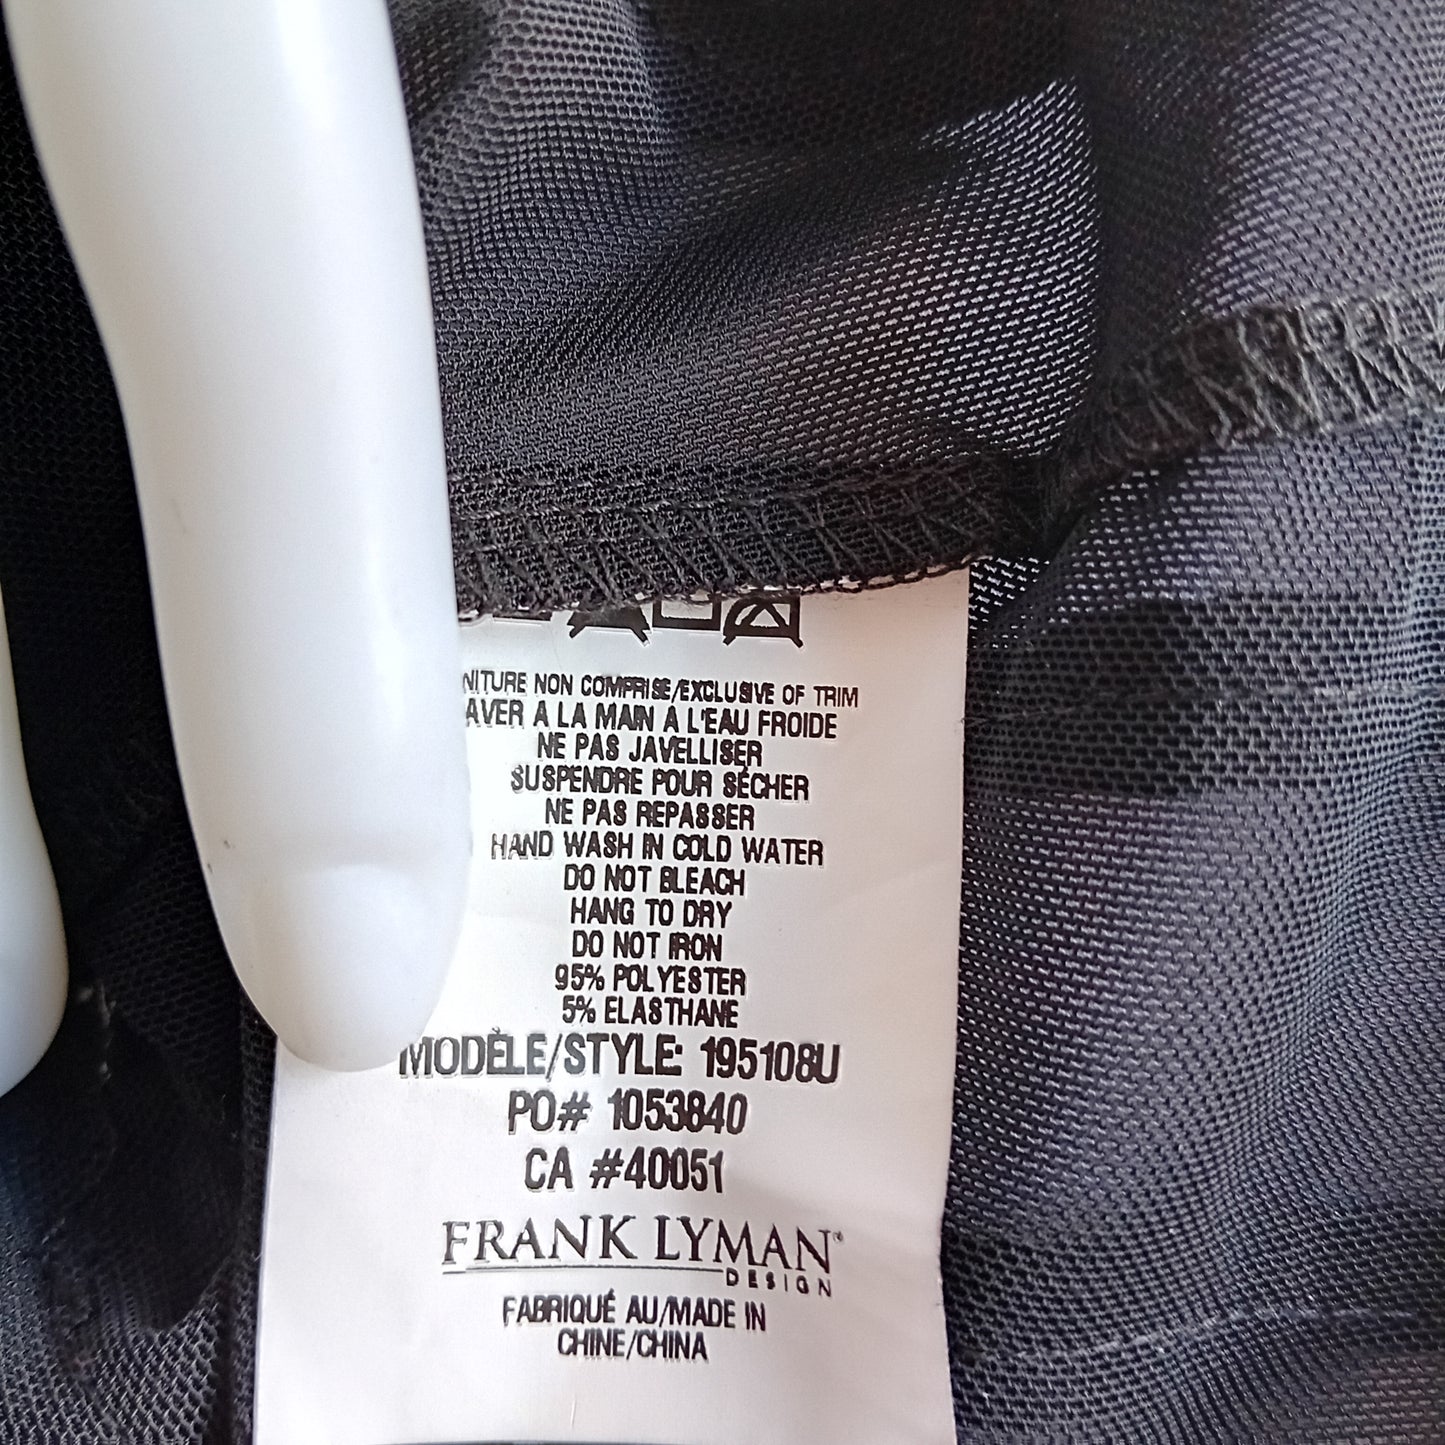 NITURE NON COMPRISE/EXCLUSIVE OF TRIM
AVER A LA MAIN A L'EAU FROIDE
NE PAS JAVELLISER
SUSPENDRE POUR SÉCHER
NE PAS REPASSER
HAND WASH IN COLD WATER
DO NOT BLEACH
HANG TO DRY
DO NOT IRON
95% POLYESTER
5% ELASTHANE
MODÈLE/STYLE: 195108U
PO# 1053840
CA #40051
FRANK LYMAN®
DESIGN
FABRIQUÉ AU/MADE IN
CHINE/CHINA